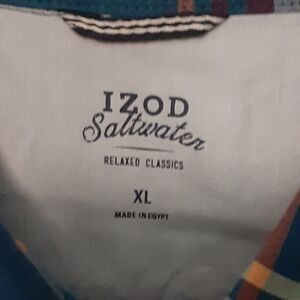 IZOD
Saltwater
RELAXED CLASSICS
XL
MADE IN EGYPT